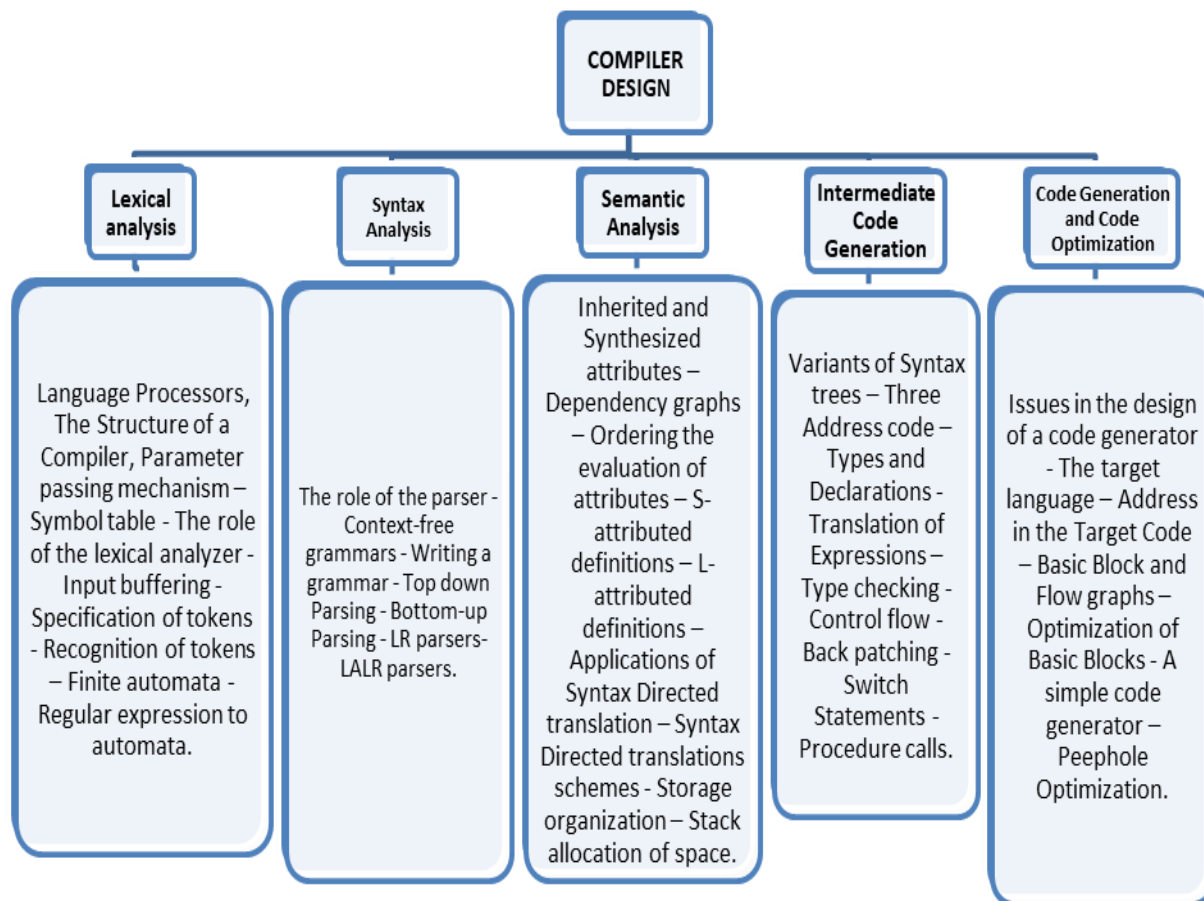 COMPILER
DESIGN
Lexical
analysis
Language Processors,
The Structure of a
Compiler, Parameter
passing mechanism –
Symbol table - The role
of the lexical analyzer -
Input buffering -
Specification of tokens
- Recognition of tokens
– Finite automata -
Regular expression to
automata.
Syntax
Analysis
The role of the parser -
Context-free
grammars - Writing a
grammar - Top down
Parsing - Bottom-up
Parsing - LR parsers-
LALR parsers.
Semantic
Analysis
Inherited and
Synthesized
attributes –
Dependency graphs
– Ordering the
evaluation of
attributes – S-
attributed
definitions – L-
attributed
definitions –
Applications of
Syntax Directed
translation – Syntax
Directed translations
schemes - Storage
organization – Stack
allocation of space.
Intermediate
Code
Generation
Variants of Syntax
trees – Three
Address code –
Types and
Declarations -
Translation of
Expressions –
Type checking -
Control flow -
Back patching -
Switch
Statements -
Procedure calls.
Code Generation
and Code
Optimization
Issues in the design
of a code generator
- The target
language – Address
in the Target Code
– Basic Block and
Flow graphs –
Optimization of
Basic Blocks - A
simple code
generator –
Peephole
Optimization.